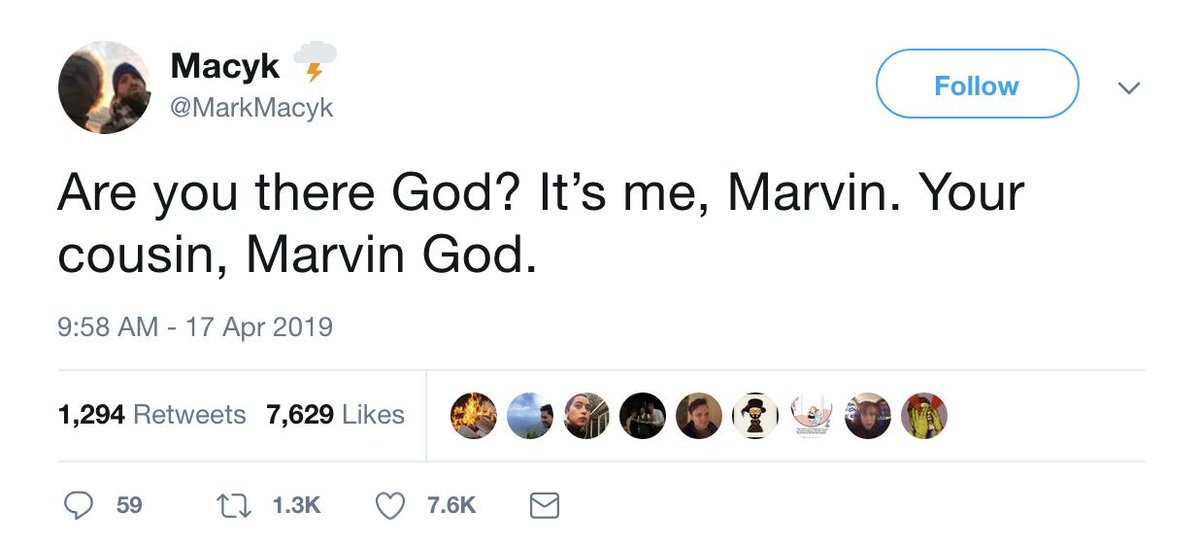 Macyk 🌩️
@MarkMacyk
Follow
Are you there God? It’s me, Marvin. Your
cousin, Marvin God.
9:58 AM - 17 Apr 2019
1,294 Retweets 7,629 Likes
59 1.3K 7.6K